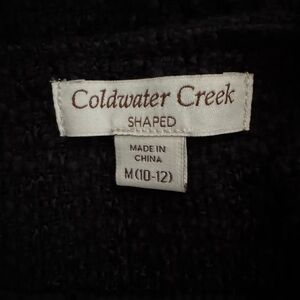 Coldwater Creek
SHAPED
MADE IN
CHINA
M(10-12)